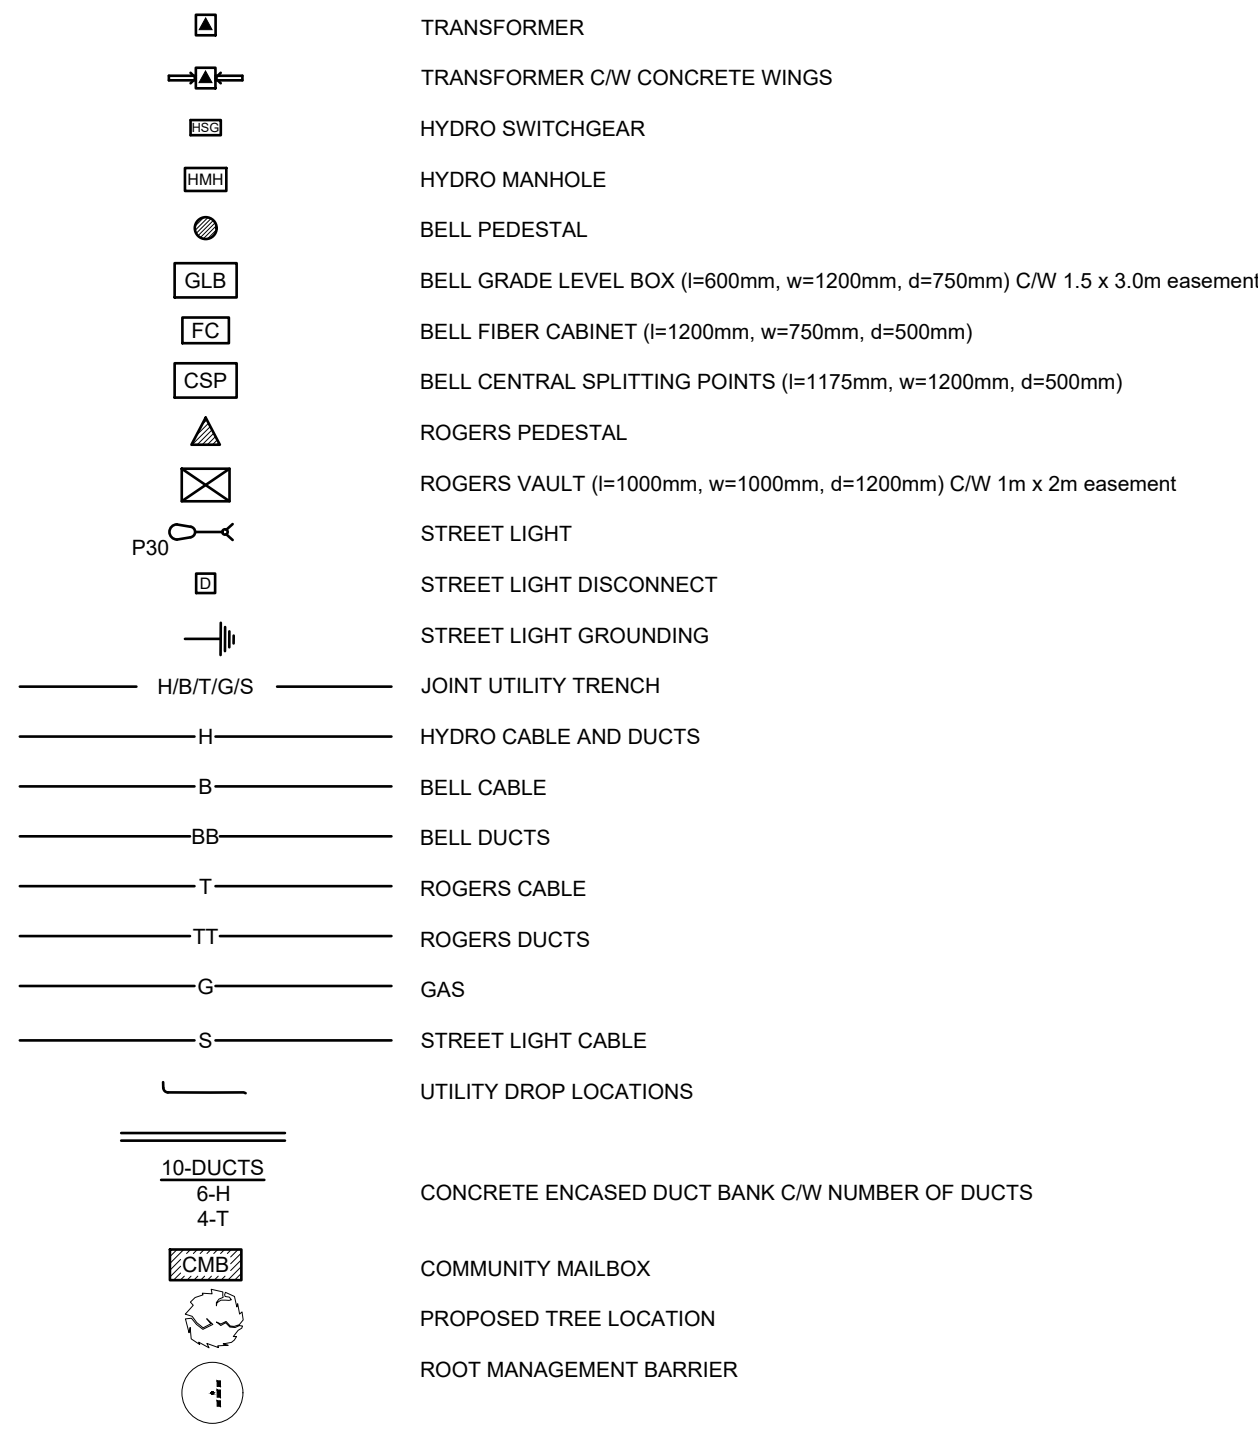 TRANSFORMER
TRANSFORMER C/W CONCRETE WINGS
HSG HYDRO SWITCHGEAR
HMH HYDRO MANHOLE
BELL PEDESTAL
GLB BELL GRADE LEVEL BOX (l=600mm, w=1200mm, d=750mm) C/W 1.5 x 3.0m easement
FC BELL FIBER CABINET (l=1200mm, w=750mm, d=500mm)
CSP BELL CENTRAL SPLITTING POINTS (l=1175mm, w=1200mm, d=500mm)
ROGERS PEDESTAL
ROGERS VAULT (l=1000mm, w=1000mm, d=1200mm) C/W 1m x 2m easement
P30 STREET LIGHT
D STREET LIGHT DISCONNECT
STREET LIGHT GROUNDING
H/B/T/G/S JOINT UTILITY TRENCH
H HYDRO CABLE AND DUCTS
B BELL CABLE
BB BELL DUCTS
T ROGERS CABLE
TT ROGERS DUCTS
G GAS
S STREET LIGHT CABLE
UTILITY DROP LOCATIONS
10-DUCTS
6-H CONCRETE ENCASED DUCT BANK C/W NUMBER OF DUCTS
4-T
CMB COMMUNITY MAILBOX
PROPOSED TREE LOCATION
ROOT MANAGEMENT BARRIER